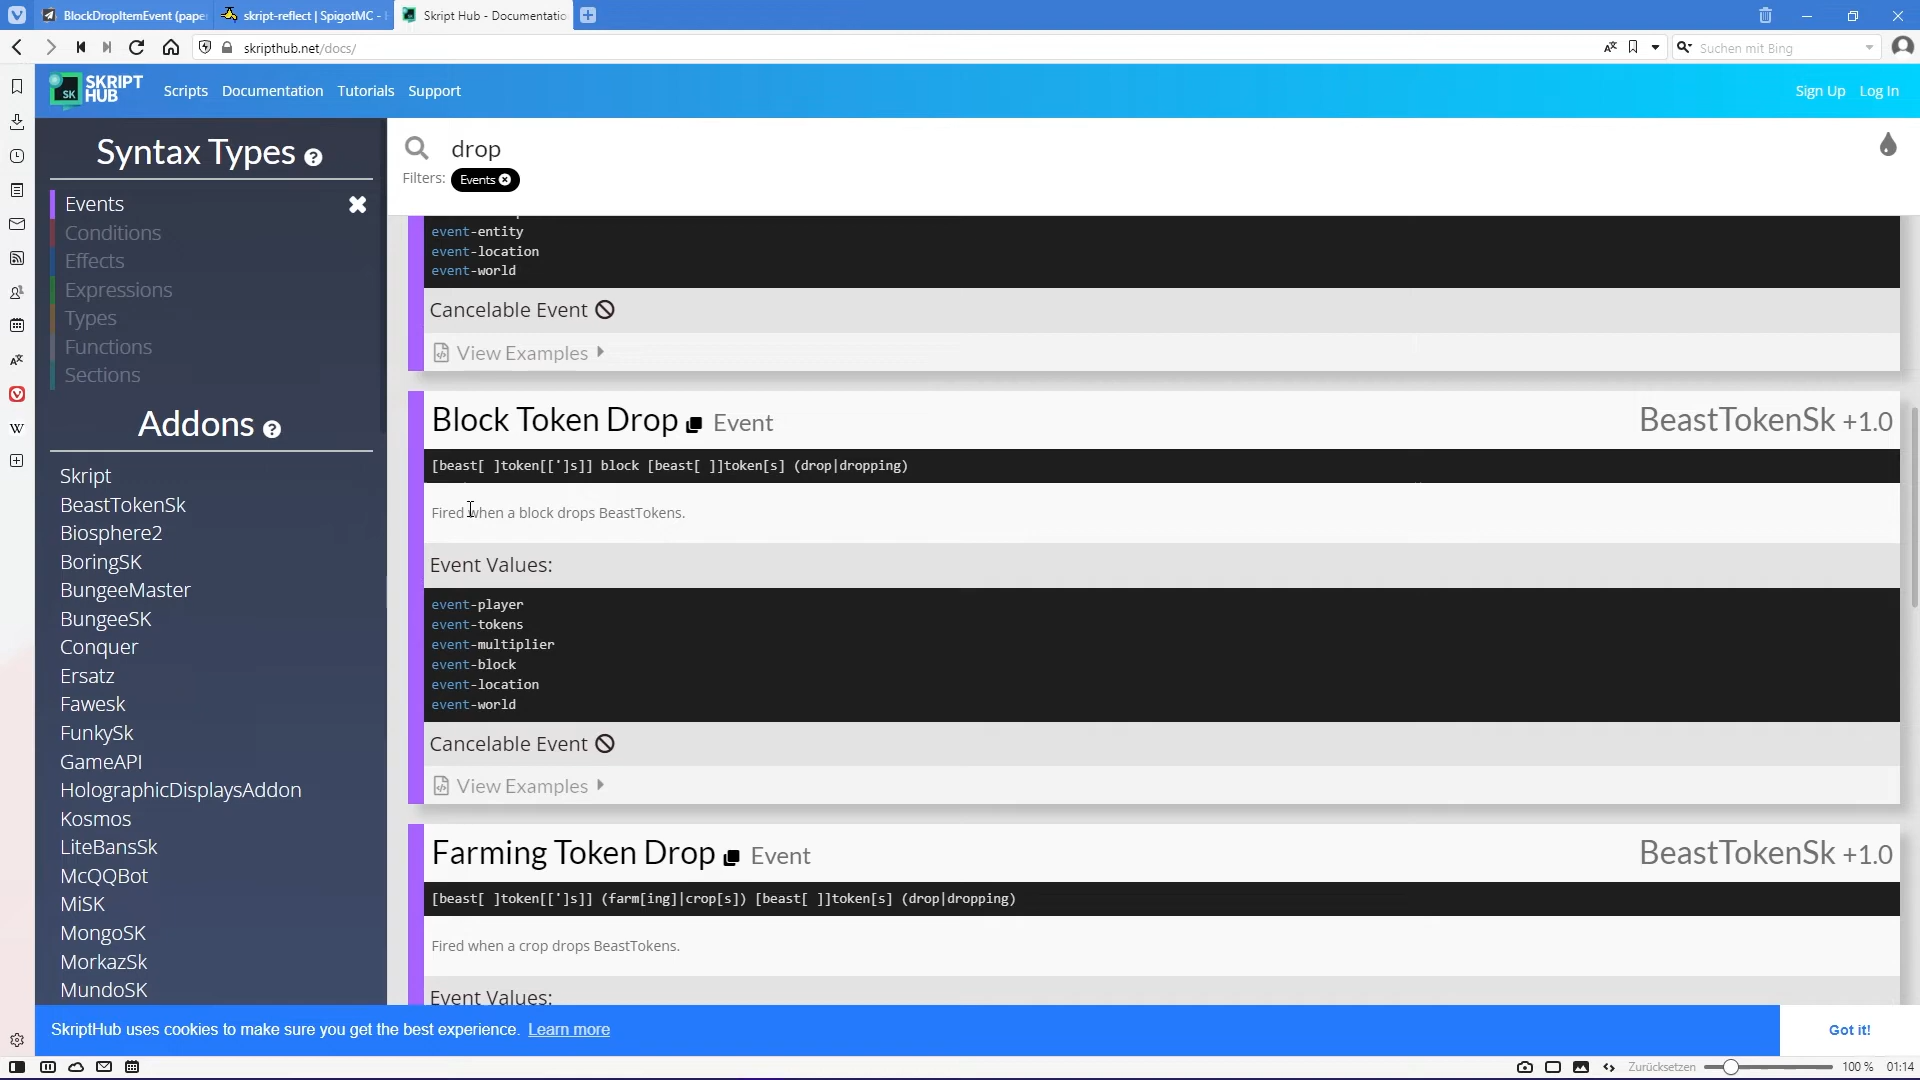 BlockDropItemEvent (pape
skript-reflect | SpigotMC -
Skript Hub - Documentatio
skripthub.net/docs/
Suchen mit Bing
SK
SKRIPT
HUB
Scripts
Documentation
Tutorials
Support
Sign Up
Log In
Syntax Types ?
Events
Conditions
Effects
Expressions
Types
Functions
Sections
Addons ?
Skript
BeastTokenSk
Biosphere2
BoringSK
BungeeMaster
BungeeSK
Conquer
Ersatz
Fawesk
FunkySk
GameAPI
HolographicDisplaysAddon
Kosmos
LiteBansSk
McQQBot
MiSK
MongoSK
MorkazSk
MundoSK
drop
Filters: Events
event-entity
event-location
event-world
Cancelable Event
View Examples
Block Token Drop Event
BeastTokenSk +1.0
[beast[ ]token[[']s]] block [beast[ ]]token[s] (drop|dropping)
Fired when a block drops BeastTokens.
Event Values:
event-player
event-tokens
event-multiplier
event-block
event-location
event-world
Cancelable Event
View Examples
Farming Token Drop Event
BeastTokenSk +1.0
[beast[ ]token[[']s]] (farm[ing]|crop[s]) [beast[ ]]token[s] (drop|dropping)
Fired when a crop drops BeastTokens.
Event Values:
SkriptHub uses cookies to make sure you get the best experience. Learn more
Got it!
Zurücksetzen
100 %
01:14